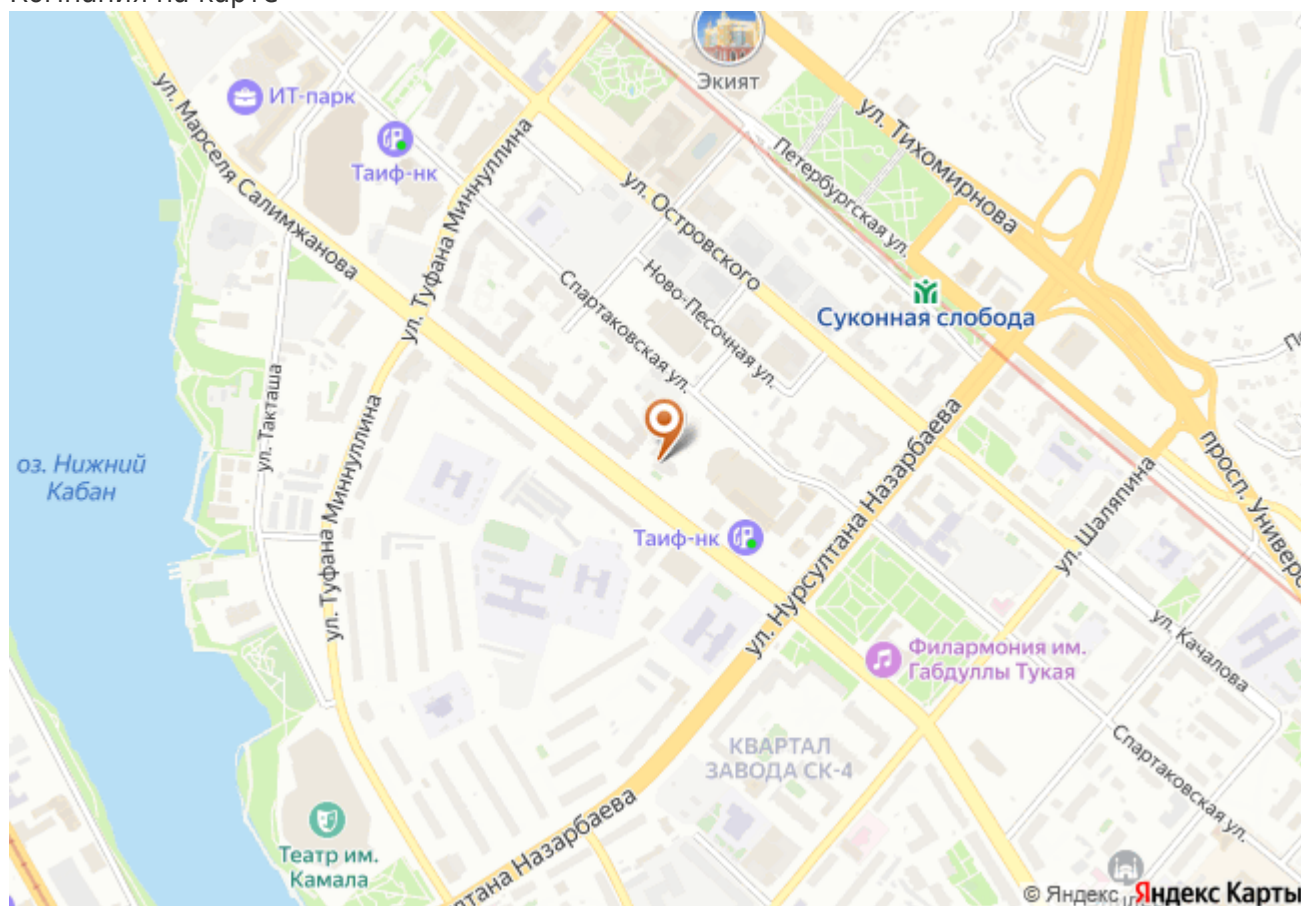 Компания на карте
Экият
ИТ-парк
ул. Тихомирнова
ул. Марселя Салимжанова
Таиф-нк
Петербургская ул.
ул. Туфана Миннуллина
ул. Островского
Ново-Песочная ул.
Спартаковская ул.
Суконная слобода
ул. Такташа
ул. Туфана Миннуллина
оз. Нижний
Кабан
ул. Нурсултана Назарбаева
просп.
ул. Шаляпина
Таиф-нк
ул. Качалова
Филармония им.
Габдуллы Тукая
КВАРТАЛ
ЗАВОДА СК-4
Спартаковская ул.
Театр им.
Камала
© Яндекс Яндекс Карты